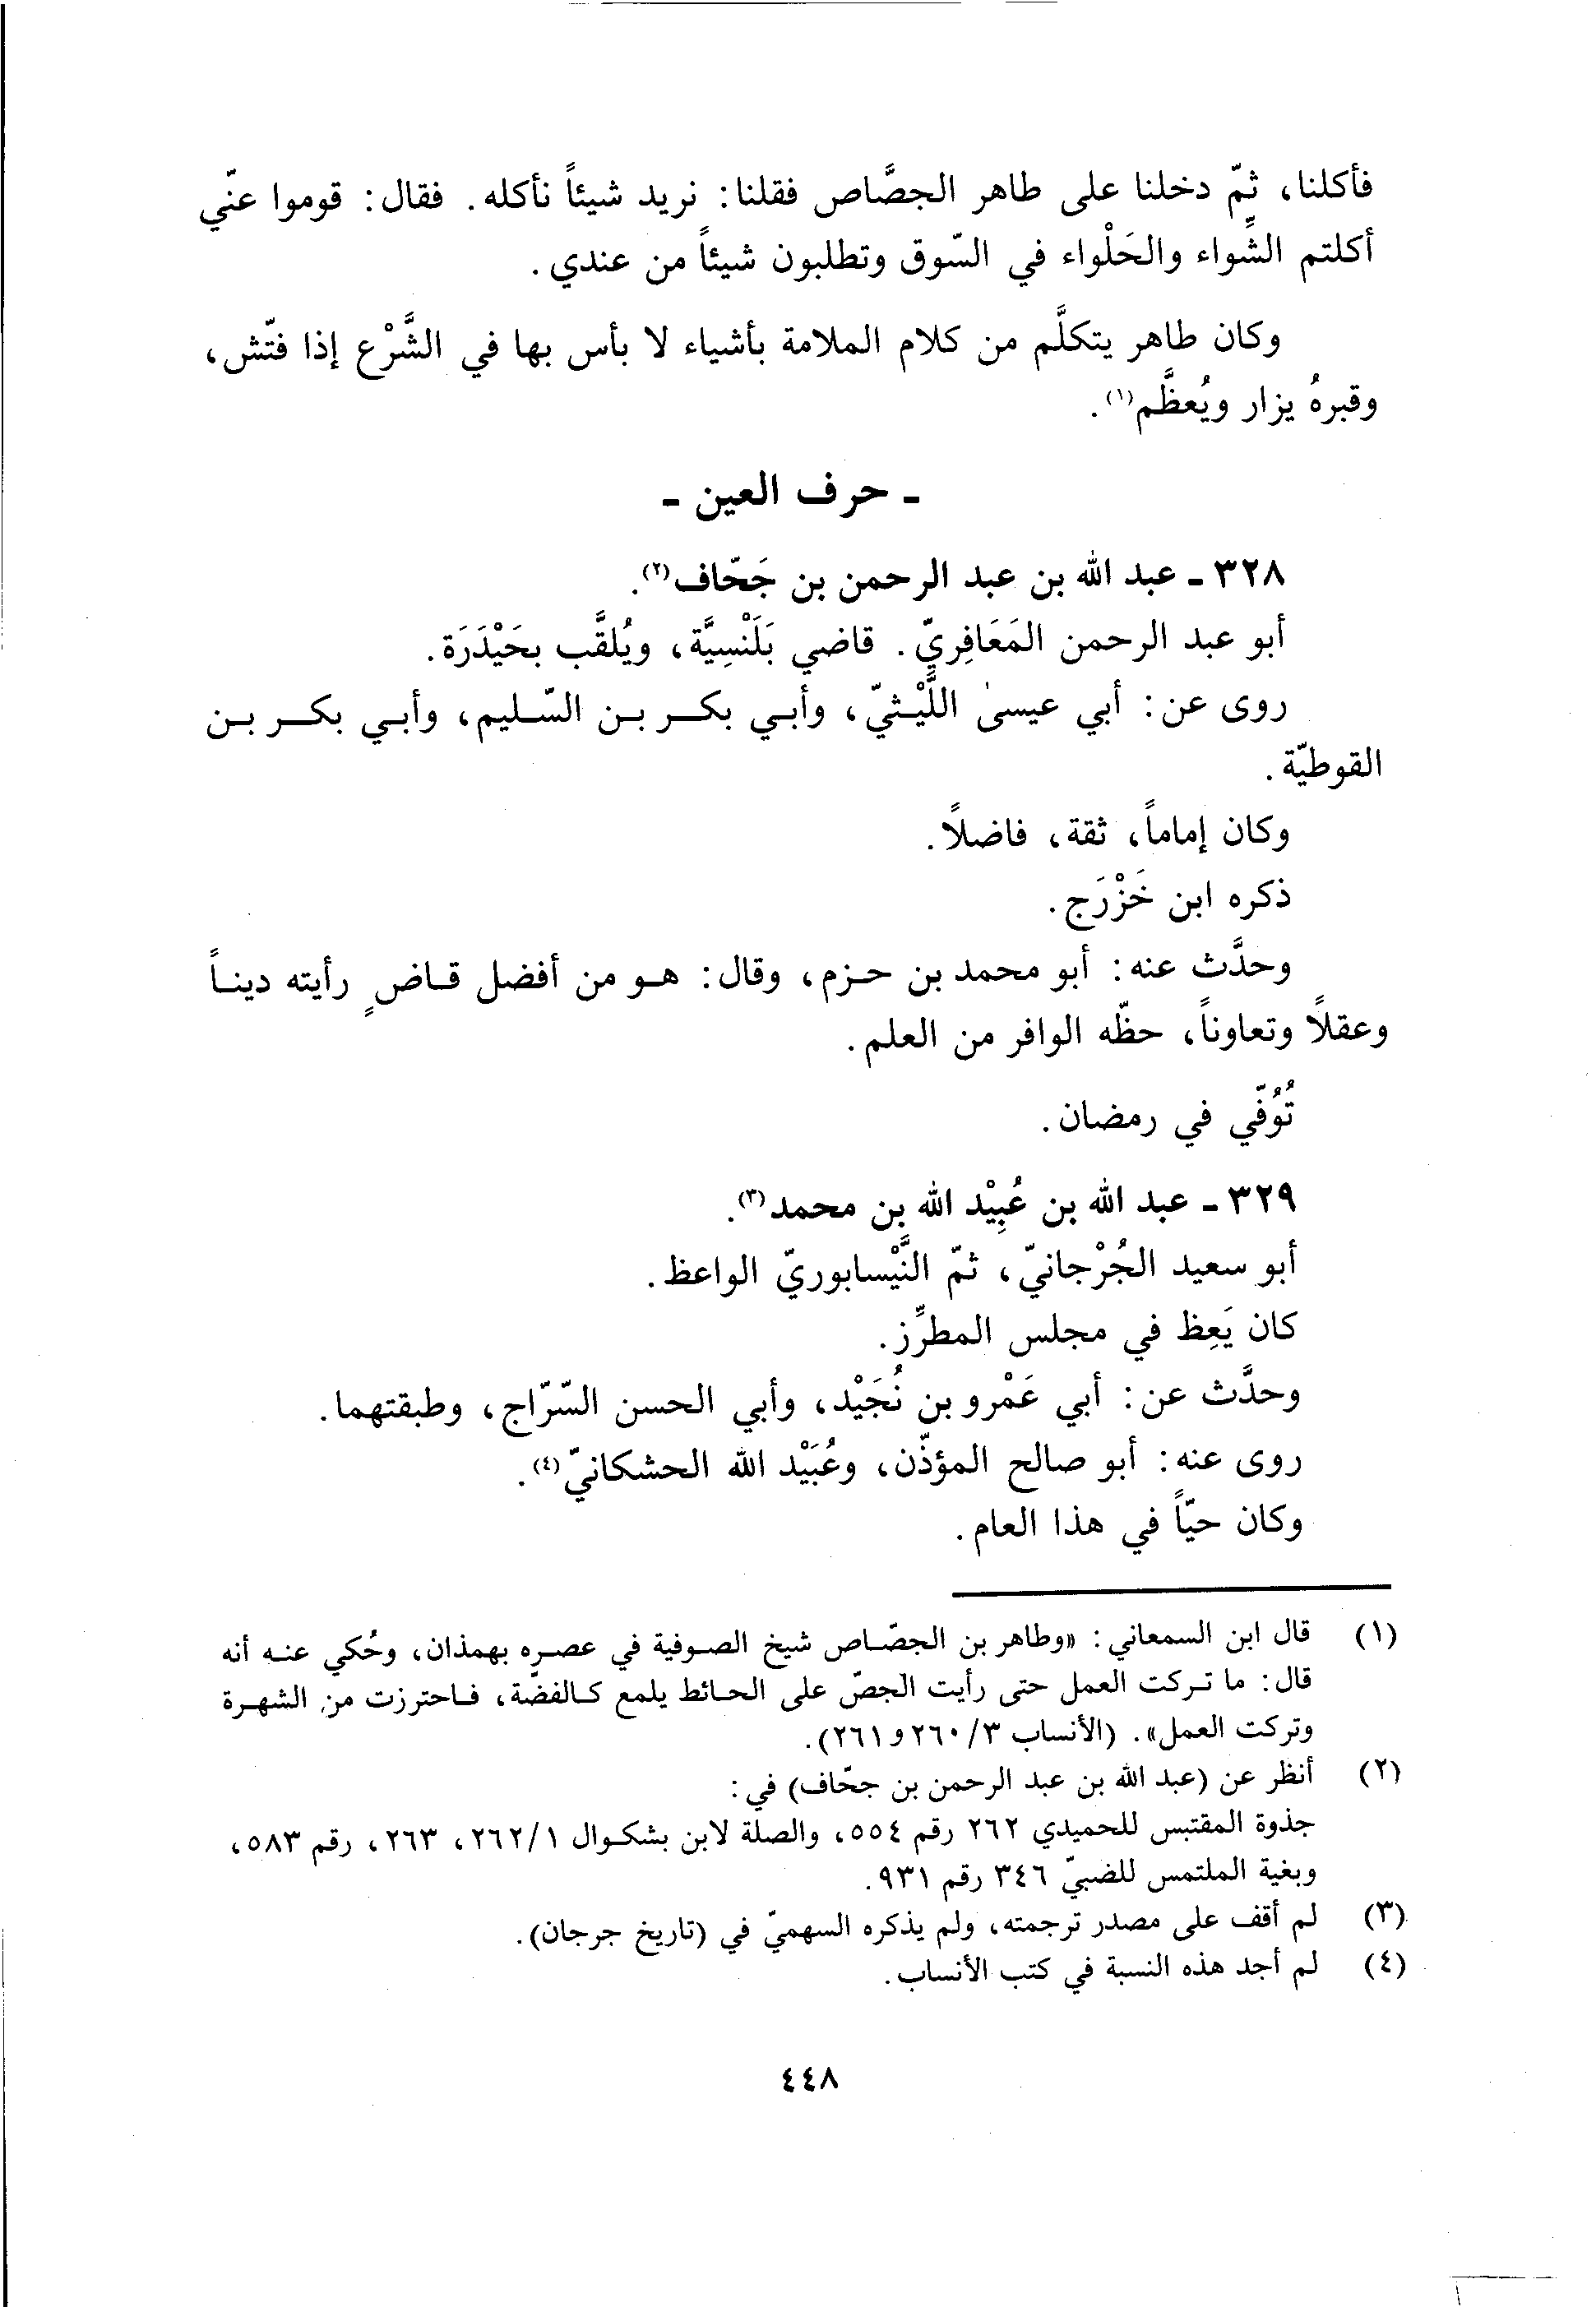 فأكلنا، ثمّ دخلنا على طاهر الجصَّاص فقلنا: نريد شيئاً نأكله. فقال: قوموا عنّي
أكلتم الشِّواء والحَلْواء في السّوق وتطلبون شيئاً من عندي.
وكان طاهر يتكلَّم من كلام الملامة بأشياء لا بأس بها في الشَّرْع إذا فتّش،
وقبرهُ يزار ويُعظَّم(١).
ـ حرف العين ـ
٣٢٨ ـ عبد الله بن عبد الرحمن بن جَحّاف(٢).
أبو عبد الرحمن المَعَافِريّ. قاضي بَلَنْسِيَّة، ويُلقَّب بحَيْدَرَة.
روى عن: أبي عيسىٰ اللَّيْثيّ، وأبي بكر بن السّليم، وأبي بكر بن
القوطيّة.
وكان إماماً، ثقة، فاضلاً.
ذكره ابن خَزْرَج.
وحدَّث عنه: أبو محمد بن حزم، وقال: هو من أفضل قاضٍ رأيته ديناً
وعقلاً وتعاوناً، حظّه الوافر من العلم.
تُوُفّي في رمضان.
٣٢٩ ـ عبد الله بن عُبِيْد الله بن محمد(٣).
أبو سعيد الجُرْجانيّ، ثمّ النَّيْسابوريّ الواعظ.
كان يَعِظ في مجلس المطرِّز.
وحدَّث عن: أبي عَمْرو بن نُجَيْد، وأبي الحسن السّرّاج، وطبقتهما.
روى عنه: أبو صالح المؤذّن، وعُبَيْد الله الحشكانيّ(٤).
وكان حيّاً في هذا العام.
(١) قال ابن السمعاني: «وطاهر بن الجصّاص شيخ الصوفية في عصره بهمذان، وحُكي عنه أنه
قال: ما تركت العمل حتى رأيت الجصّ على الحائط يلمع كالفضّة، فاحترزت من الشهرة
وتركت العمل». (الأنساب ٣/٢٦٠ و٢٦١).
(٢) أنظر عن (عبد الله بن عبد الرحمن بن جحّاف) في:
جذوة المقتبس للحميدي ٢٦٢ رقم ٥٥٤، والصلة لابن بشكوال ١/٢٦٢، ٢٦٣، رقم ٥٨٣،
وبغية الملتمس للضبيّ ٣٤٦ رقم ٩٣١.
(٣) لم أقف على مصدر ترجمته، ولم يذكره السهميّ في (تاريخ جرجان).
(٤) لم أجد هذه النسبة في كتب الأنساب.
٤٤٨